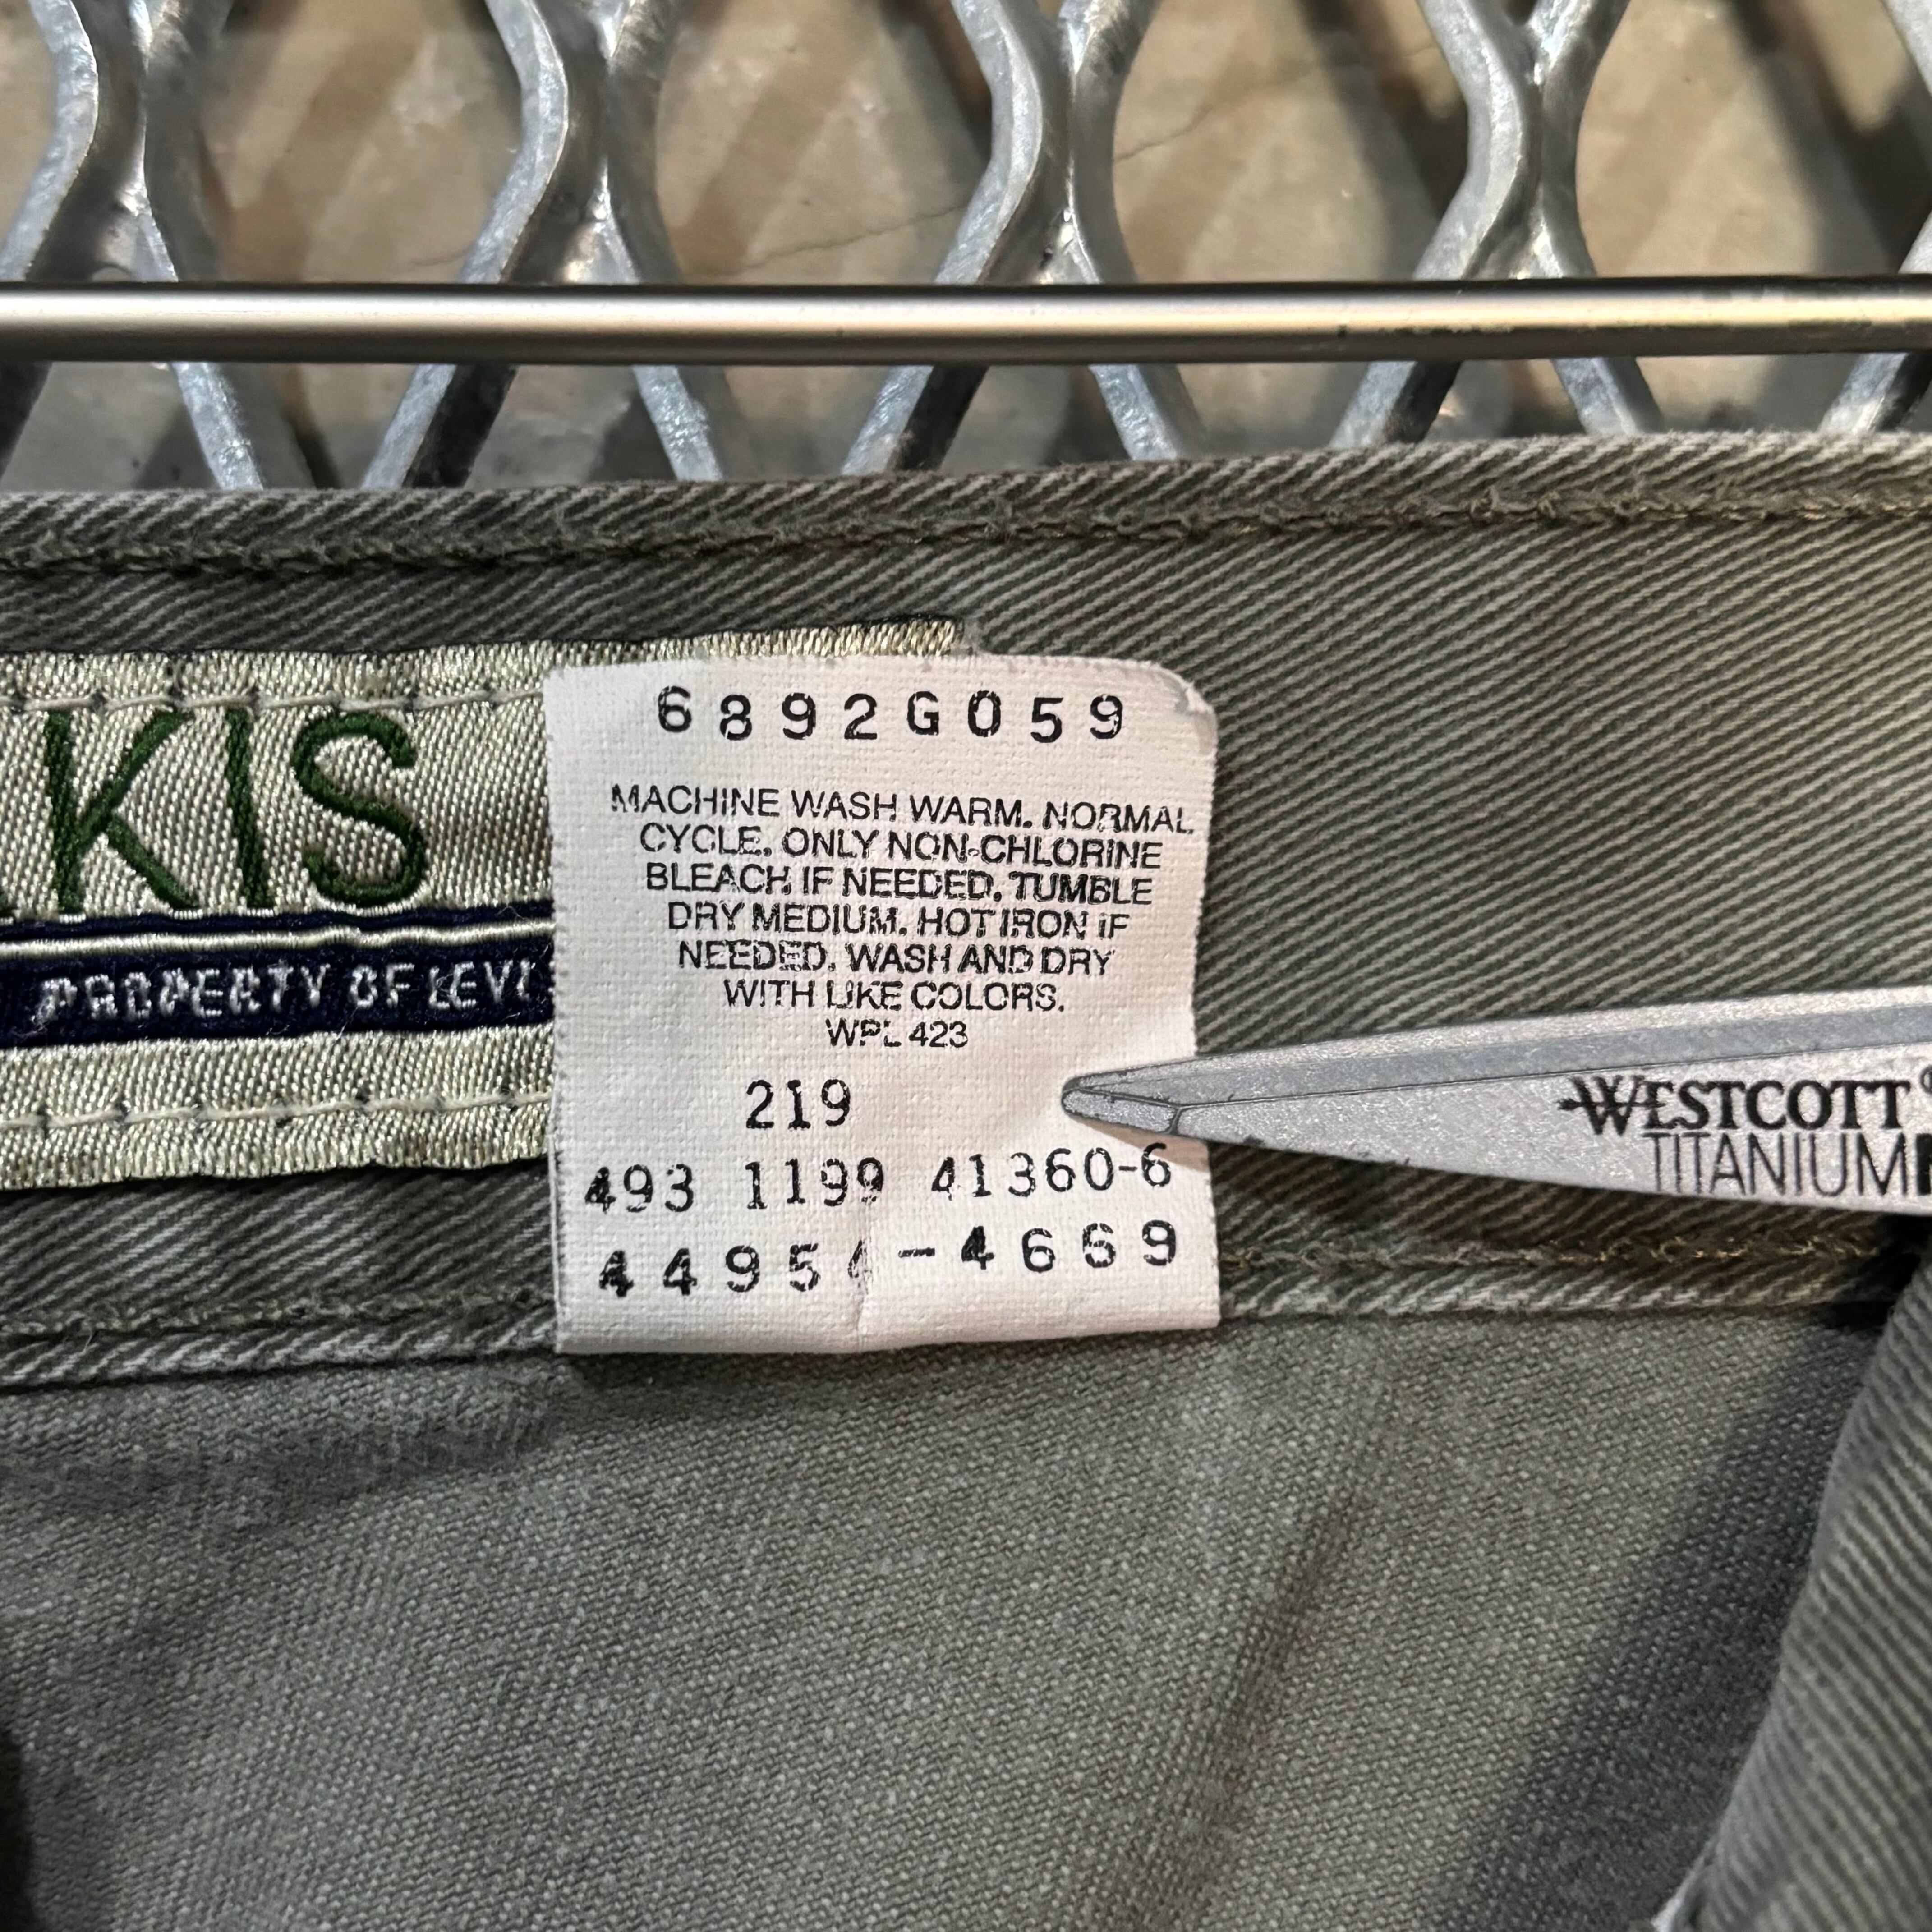 6892G059
MACHINE WASH WARM. NORMAL
CYCLE. ONLY NON-CHLORINE
BLEACH IF NEEDED. TUMBLE
DRY MEDIUM. HOT IRON IF
NEEDED. WASH AND DRY
WITH LIKE COLORS.
WPL 423
219
493 1199 41360-6
-4669
KIS
PROPERTY OF LEVI
WESTCOTT
TITANIUM